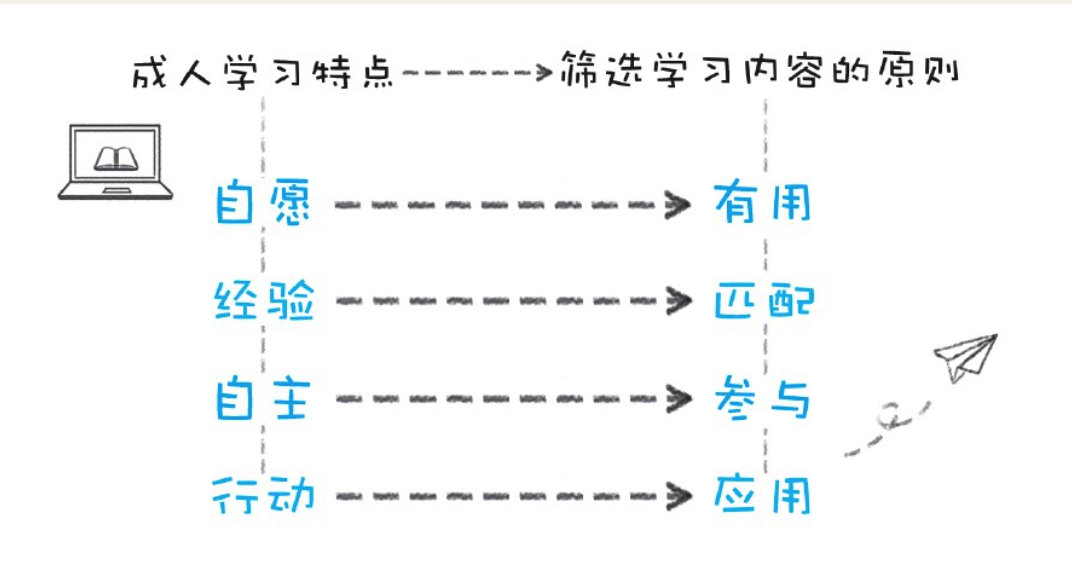 成人学习特点 筛选学习内容的原则
自愿 有用
经验 匹配
自主 参与
行动 应用